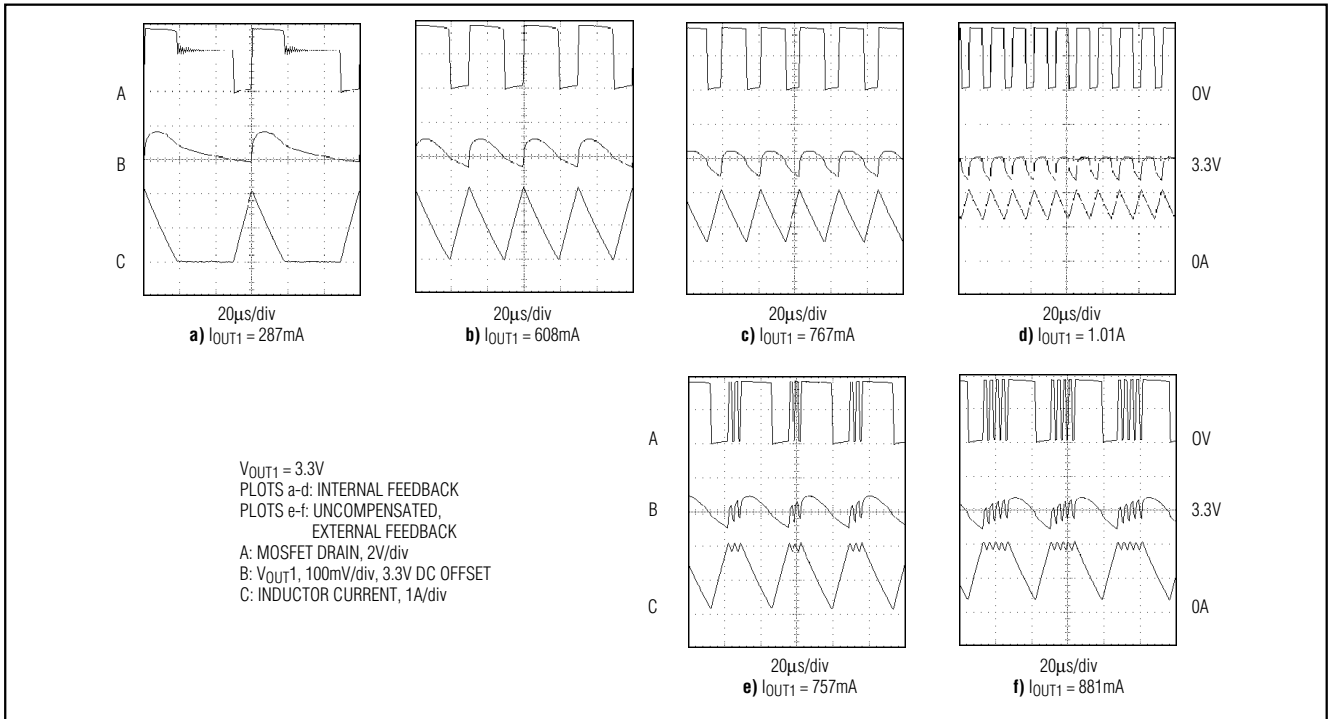 A
B
C
0V
3.3V
0A
20µs/div
a) IOUT1 = 287mA
20µs/div
b) IOUT1 = 608mA
20µs/div
c) IOUT1 = 767mA
20µs/div
d) IOUT1 = 1.01A
VOUT1 = 3.3V
PLOTS a-d: INTERNAL FEEDBACK
PLOTS e-f: UNCOMPENSATED,
EXTERNAL FEEDBACK
A: MOSFET DRAIN, 2V/div
B: VOUT1, 100mV/div, 3.3V DC OFFSET
C: INDUCTOR CURRENT, 1A/div
A
B
C
0V
3.3V
0A
20µs/div
e) IOUT1 = 757mA
20µs/div
f) IOUT1 = 881mA